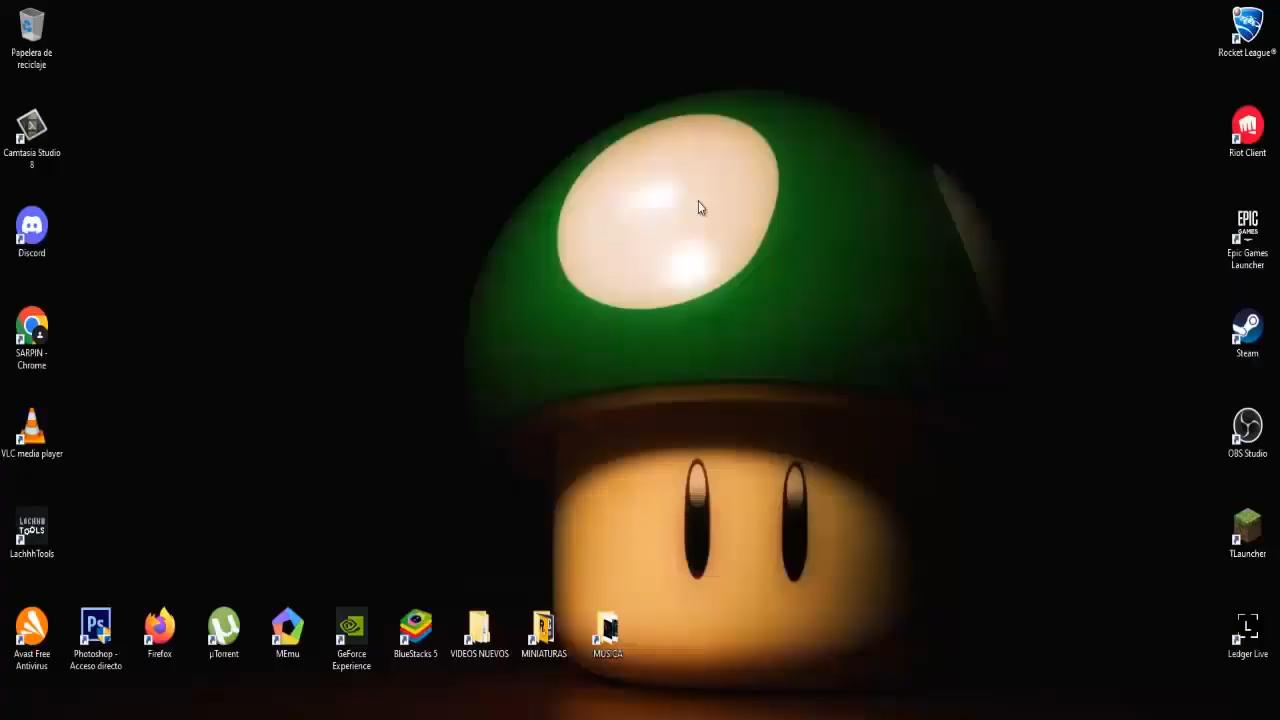 Papelera de
reciclaje
Camtasia Studio
8
Discord
SARPIN -
Chrome
VLC media player
LACHHH
TOOLS
LachhhTools
Avast Free
Antivirus
Ps
Photoshop -
Acceso directo
Firefox
µTorrent
MEmu
GeForce
Experience
BlueStacks 5
VIDEOS NUEVOS
MINIATURAS
MUSICA
Rocket League®
Riot Client
EPIC
GAMES
Epic Games
Launcher
Steam
OBS Studio
TLauncher
L
Ledger Live